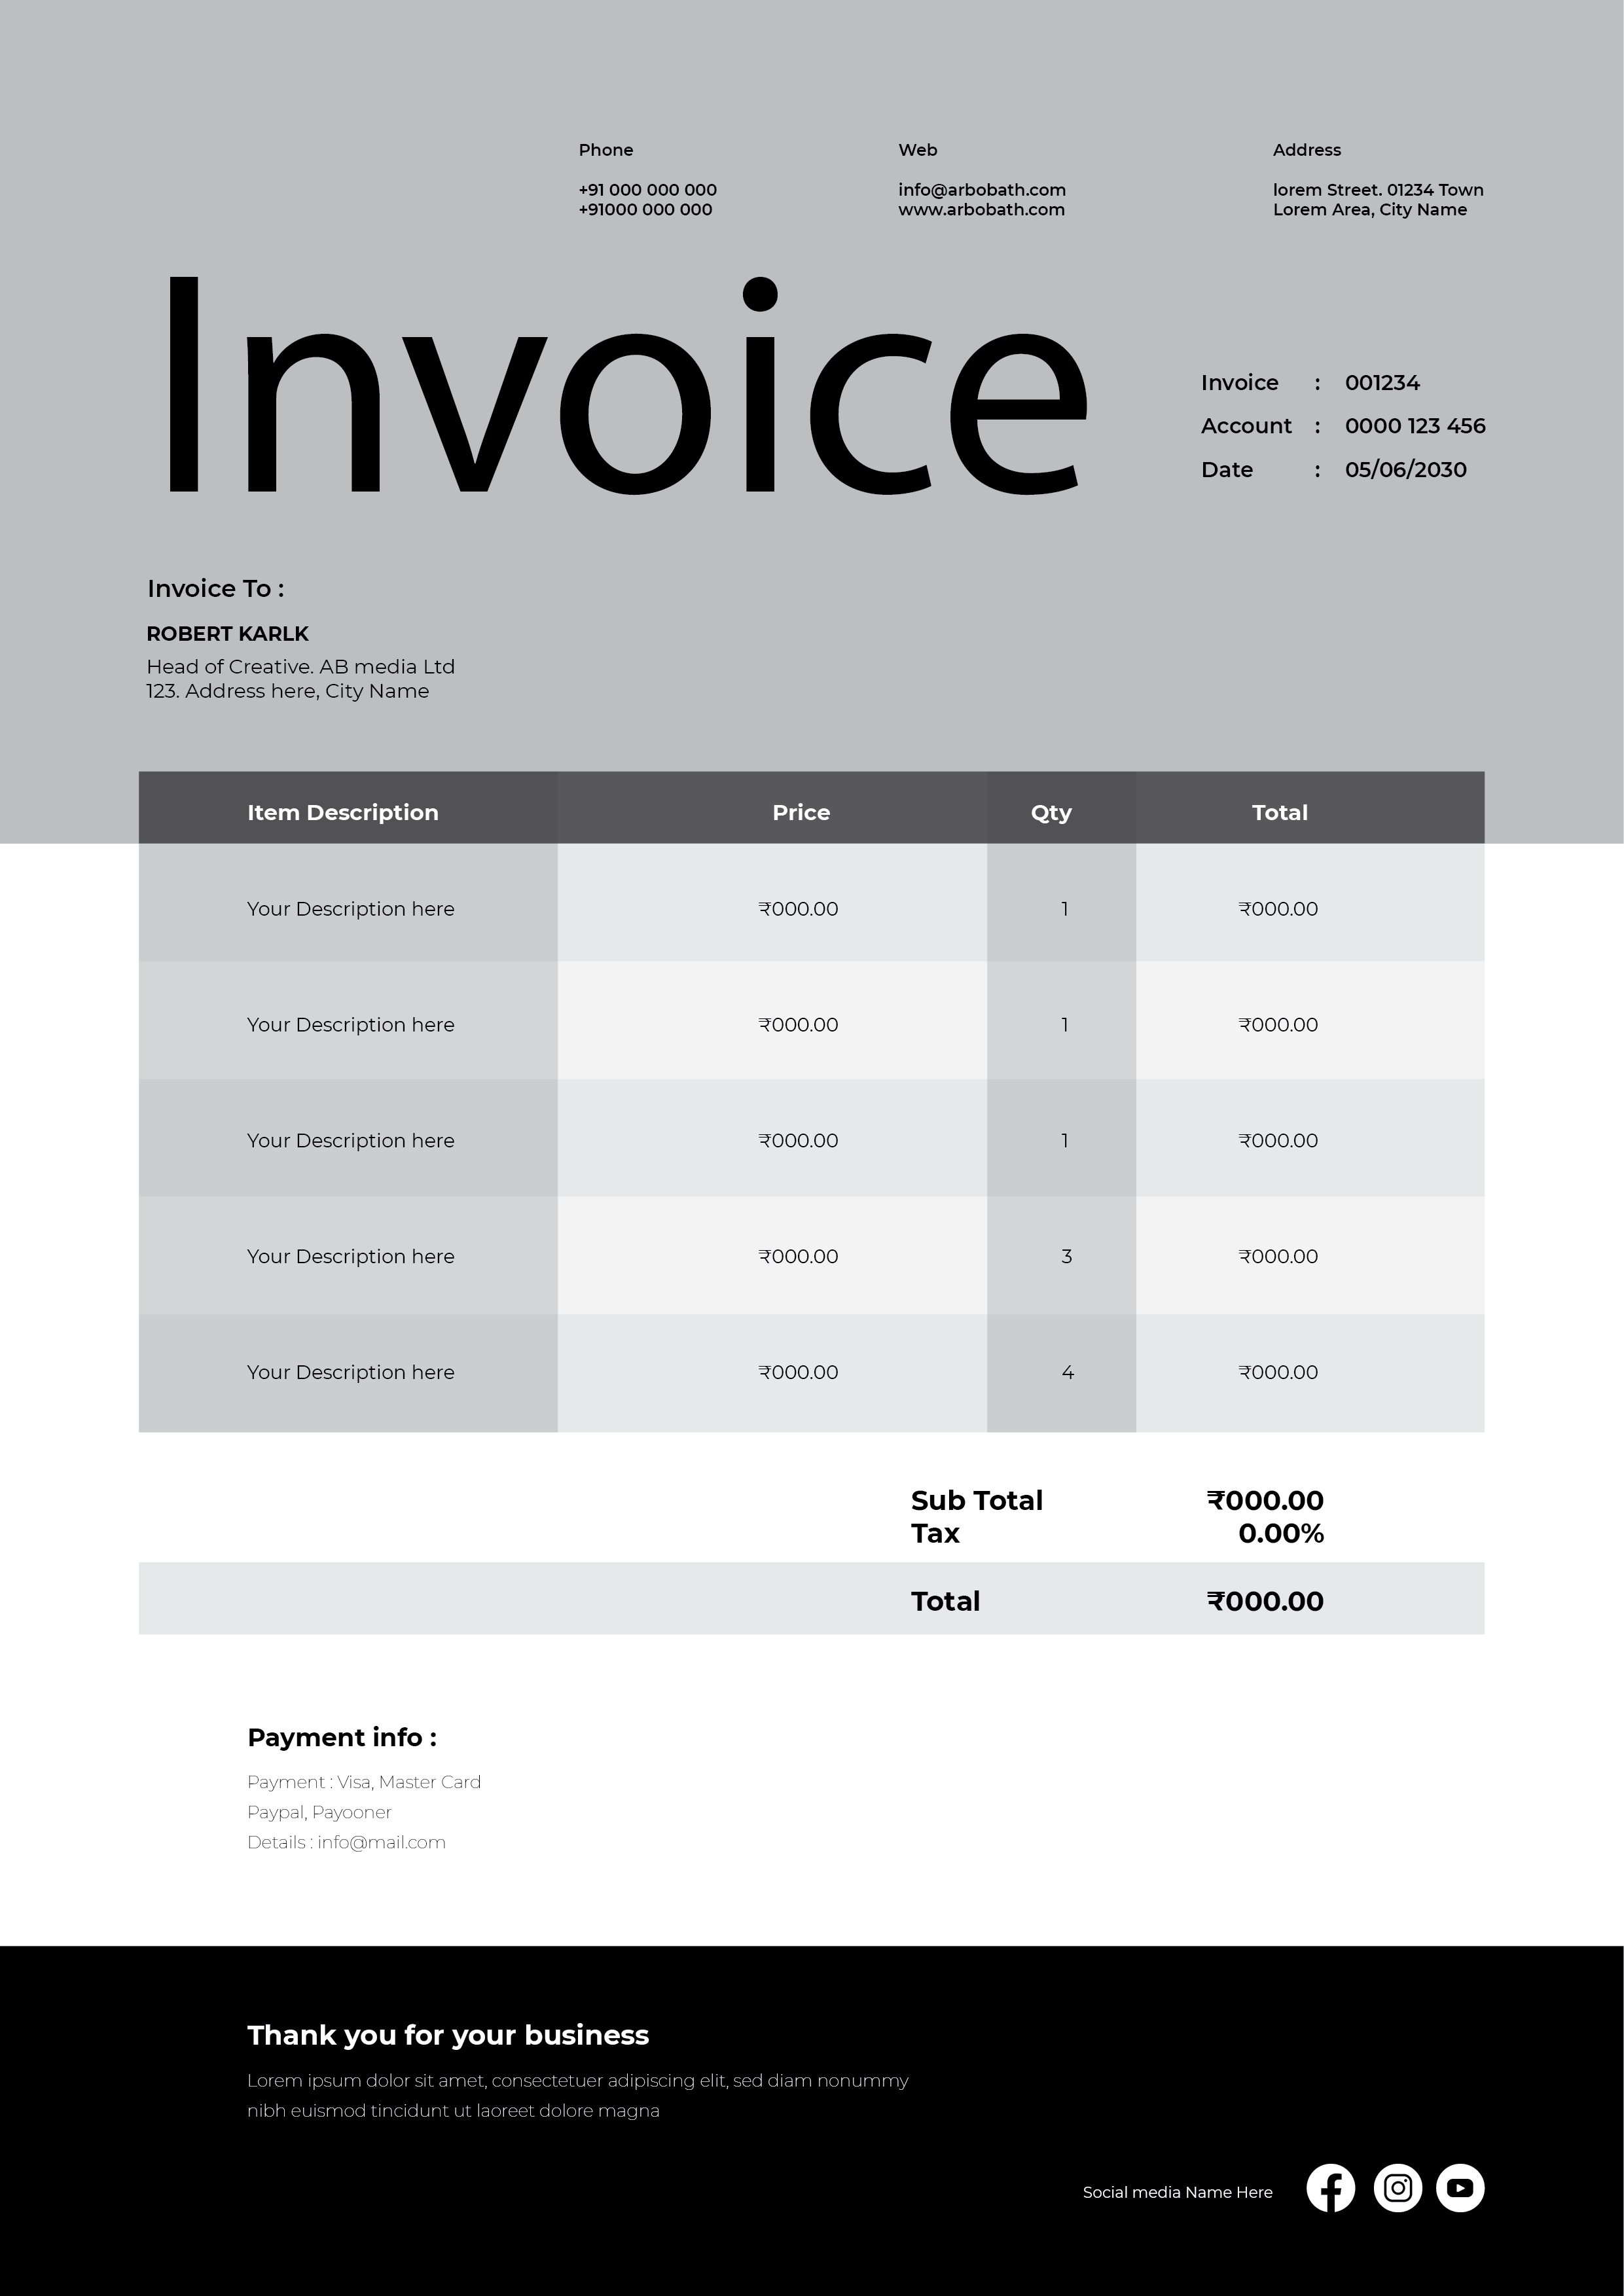 Phone
+91 000 000 000
+91000 000 000
Web
info@arbobath.com
www.arbobath.com
Address
lorem Street. 01234 Town
Lorem Area, City Name
Invoice
Invoice : 001234
Account : 0000 123 456
Date : 05/06/2030
Invoice To :
ROBERT KARLK
Head of Creative. AB media Ltd
123. Address here, City Name
Item Description Price Qty Total
Your Description here ₹000.00 1 ₹000.00
Your Description here ₹000.00 1 ₹000.00
Your Description here ₹000.00 1 ₹000.00
Your Description here ₹000.00 3 ₹000.00
Your Description here ₹000.00 4 ₹000.00
Sub Total ₹000.00
Tax 0.00%
Total ₹000.00
Payment info :
Payment : Visa, Master Card
Paypal, Payooner
Details : info@mail.com
Thank you for your business
Lorem ipsum dolor sit amet, consectetuer adipiscing elit, sed diam nonummy
nibh euismod tincidunt ut laoreet dolore magna
Social media Name Here